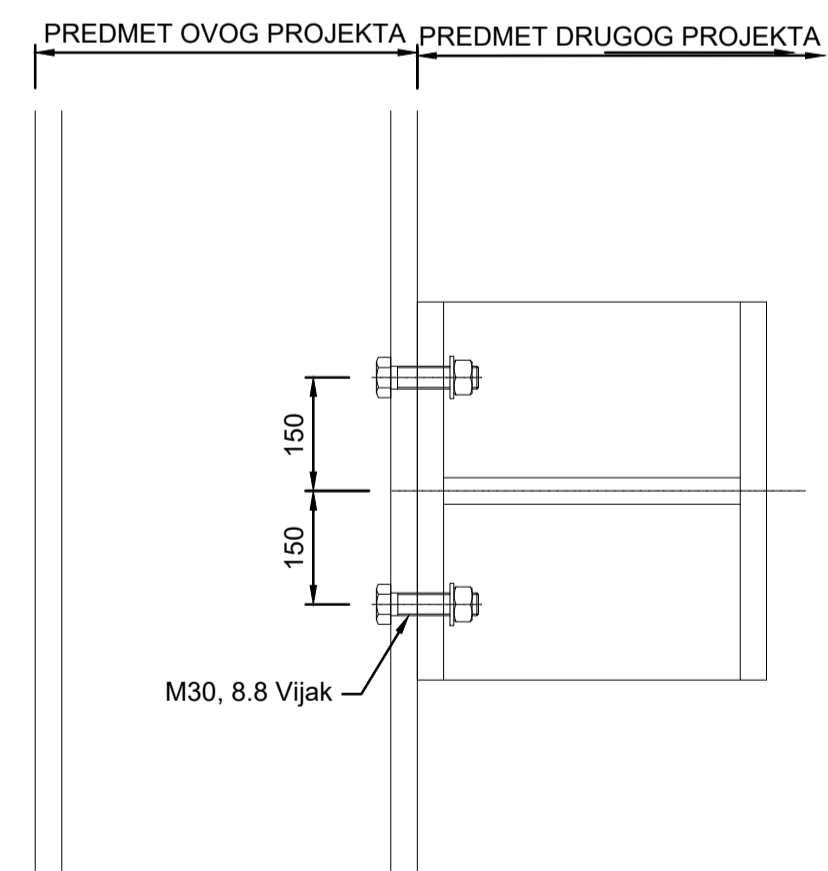 PREDMET OVOG PROJEKTA
PREDMET DRUGOG PROJEKTA
150
150
M30, 8.8 Vijak